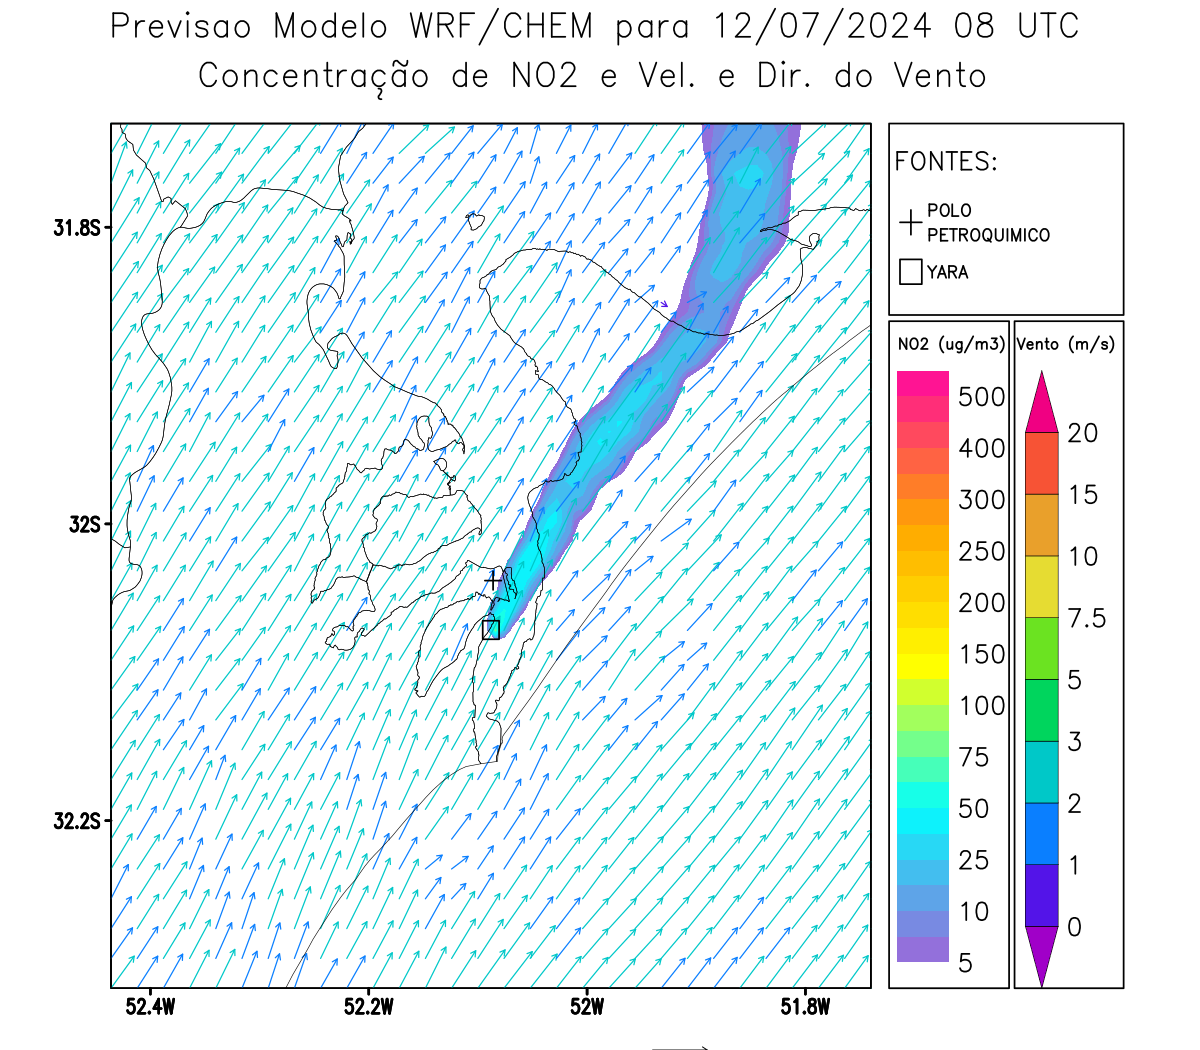 Previsao Modelo WRF/CHEM para 12/07/2024 08 UTC
Concentração de NO2 e Vel. e Dir. do Vento
FONTES:
POLO
PETROQUIMICO
YARA
NO2 (ug/m3)
500
400
300
250
200
150
100
75
50
25
10
5
Vento (m/s)
20
15
10
7.5
5
3
2
1
0
31.8S
32S
32.2S
52.4W
52.2W
52W
51.8W